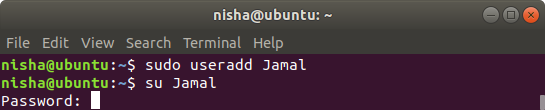 nisha@ubuntu: ~
File Edit View Search Terminal Help
nisha@ubuntu:~$ sudo useradd Jamal
nisha@ubuntu:~$ su Jamal
Password: